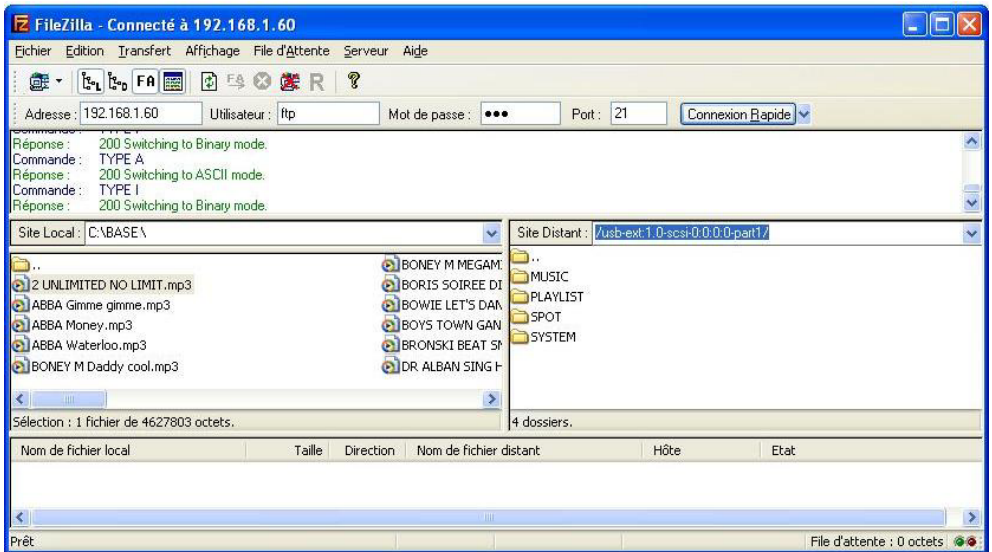 FileZilla - Connecté à 192.168.1.60
Fichier Edition Transfert Affichage File d'Attente Serveur Aide
FA FA R ?
Adresse : 192.168.1.60 Utilisateur : ftp Mot de passe : ●●● Port : 21 Connexion Rapide
Réponse : 200 Switching to Binary mode.
Commande : TYPE A
Réponse : 200 Switching to ASCII mode.
Commande : TYPE I
Réponse : 200 Switching to Binary mode.
Site Local : C:\BASE\
..
2 UNLIMITED NO LIMIT.mp3
ABBA Gimme gimme.mp3
ABBA Money.mp3
ABBA Waterloo.mp3
BONEY M Daddy cool.mp3
BONEY M MEGAMI
BORIS SOIREE DI
BOWIE LET'S DAN
BOYS TOWN GAN
BRONSKI BEAT SM
DR ALBAN SING H
Sélection : 1 fichier de 4627803 octets.
Site Distant : /usb-ext:1.0-scsi-0:0:0:0-part1/
..
MUSIC
PLAYLIST
SPOT
SYSTEM
4 dossiers.
Nom de fichier local Taille Direction Nom de fichier distant Hôte Etat
Prêt File d'attente : 0 octets